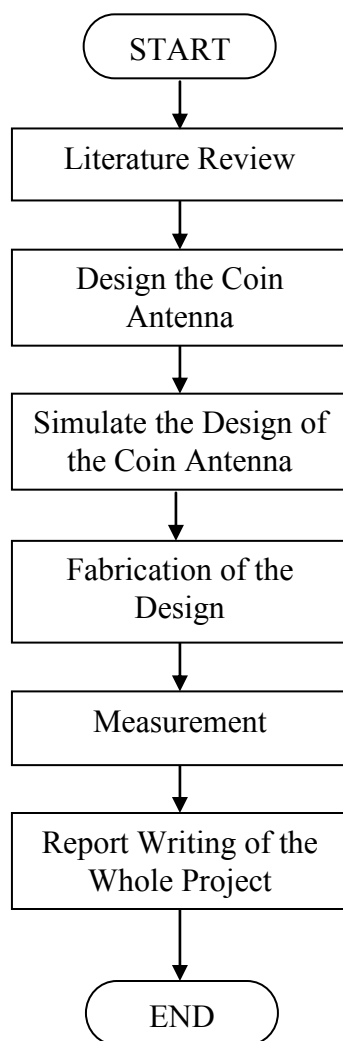 START
Literature Review
Design the Coin
Antenna
Simulate the Design of
the Coin Antenna
Fabrication of the
Design
Measurement
Report Writing of the
Whole Project
END